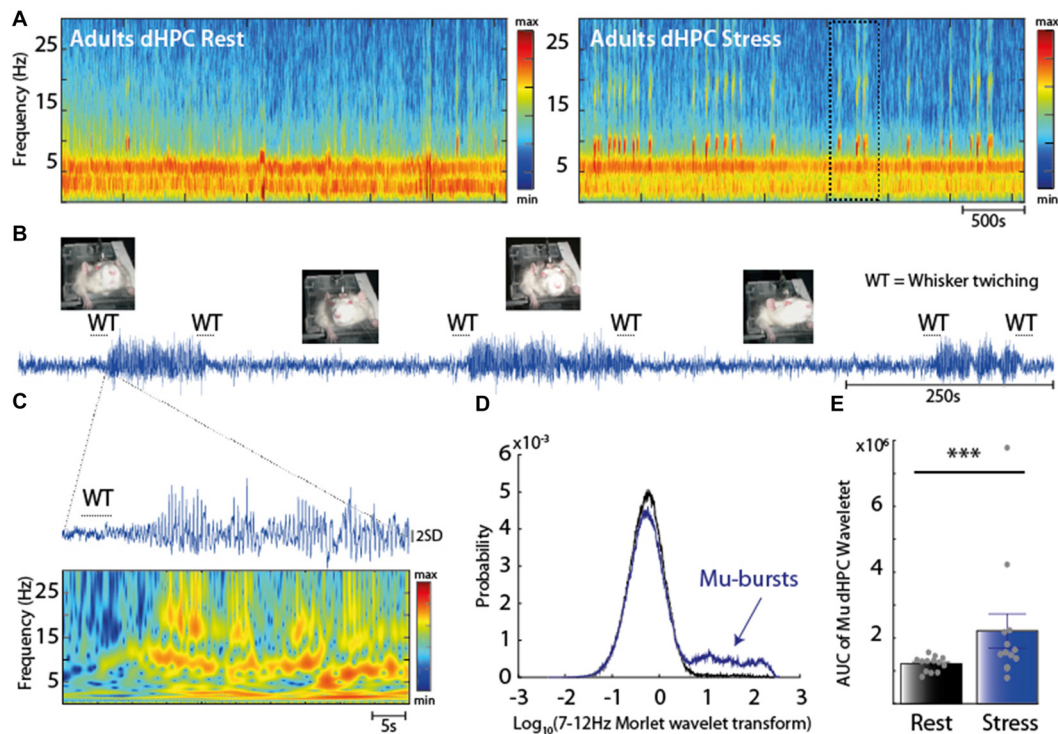 A
Adults dHPC Rest
Adults dHPC Stress
Frequency (Hz)
25
15
5
max
min
max
min
500s
B
WT = Whisker twiching
WT
WT
WT
WT
WT
WT
250s
C
WT
2SD
Frequency (Hz)
25
15
5
max
min
5s
D
x10⁻³
Probability
6
5
4
3
2
1
0
Mu-bursts
-3
-2
-1
0
1
2
3
Log₁₀(7-12Hz Morlet wavelet transform)
E
x10⁶
***
AUC of Mu dHPC Waveletet
6
4
2
Rest
Stress